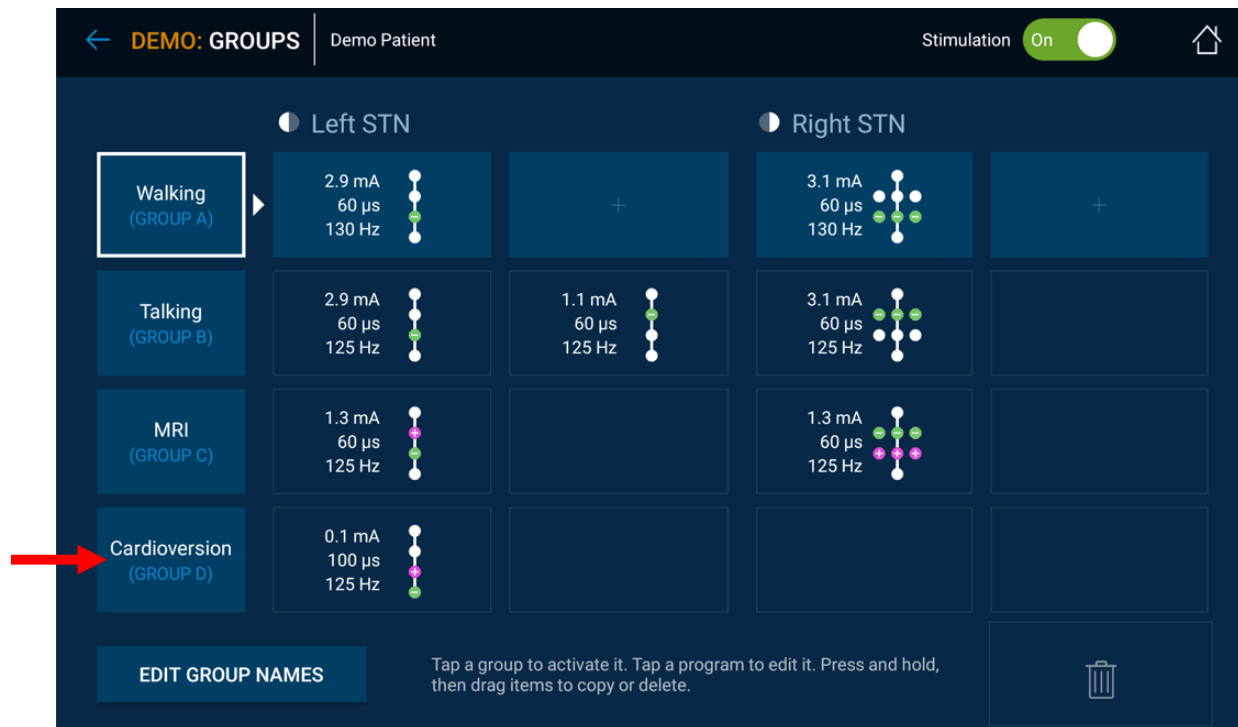 DEMO: GROUPS
Demo Patient
Stimulation
On
Left STN
Right STN
Walking
(GROUP A)
2.9 mA
60 μs
130 Hz
+
3.1 mA
60 μs
130 Hz
+
Talking
(GROUP B)
2.9 mA
60 μs
125 Hz
1.1 mA
60 μs
125 Hz
3.1 mA
60 μs
125 Hz
MRI
(GROUP C)
1.3 mA
60 μs
125 Hz
1.3 mA
60 μs
125 Hz
Cardioversion
(GROUP D)
0.1 mA
100 μs
125 Hz
EDIT GROUP NAMES
Tap a group to activate it. Tap a program to edit it. Press and hold,
then drag items to copy or delete.